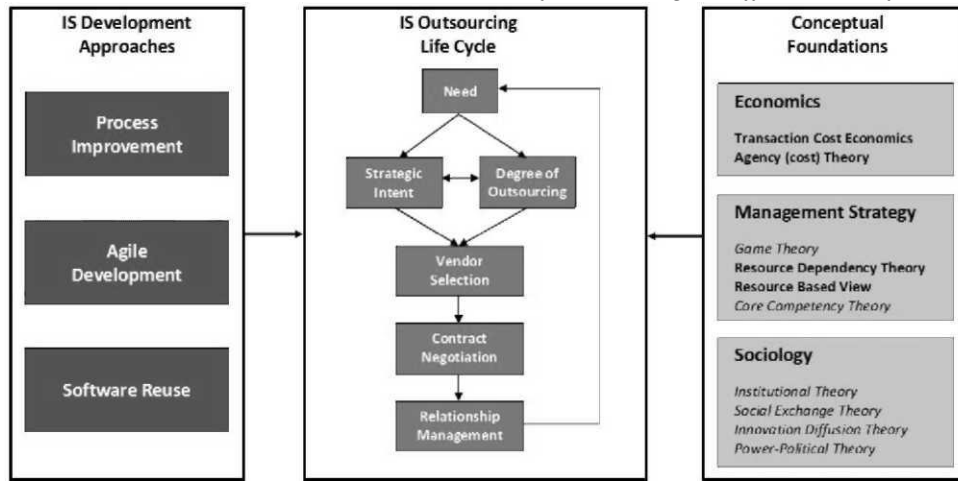 IS Development
Approaches
Process
Improvement
Agile
Development
Software Reuse
IS Outsourcing
Life Cycle
Need
Strategic
Intent
Degree of
Outsourcing
Vendor
Selection
Contract
Negotiation
Relationship
Management
Conceptual
Foundations
Economics
Transaction Cost Economics
Agency (cost) Theory
Management Strategy
Game Theory
Resource Dependency Theory
Resource Based View
Core Competency Theory
Sociology
Institutional Theory
Social Exchange Theory
Innovation Diffusion Theory
Power-Political Theory